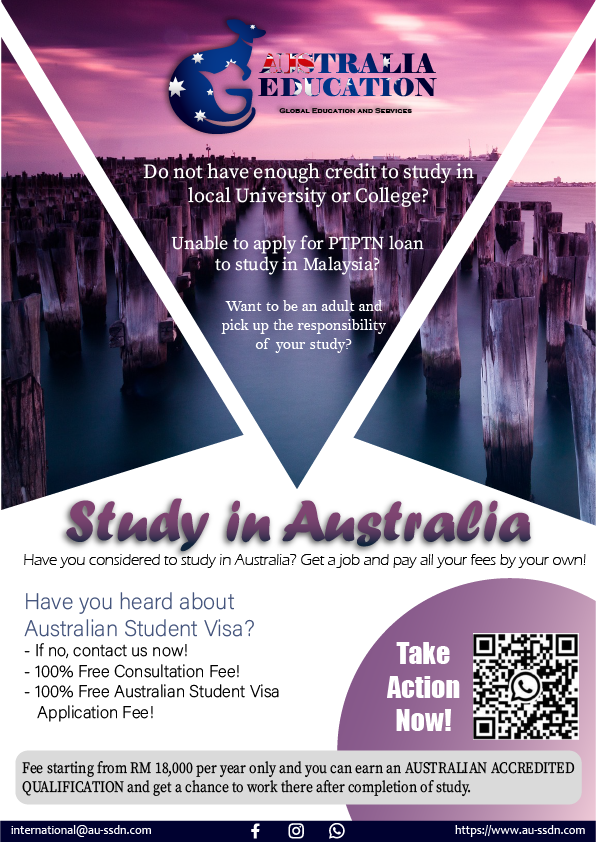 AUSTRALIA
EDUCATION
GLOBAL EDUCATION AND SERVICES
Do not have enough credit to study in
local University or College?
Unable to apply for PTPTN loan
to study in Malaysia?
Want to be an adult and
pick up the responsibility
of your study?
Study in Australia
Have you considered to study in Australia? Get a job and pay all your fees by your own!
Have you heard about
Australian Student Visa?
- If no, contact us now!
- 100% Free Consultation Fee!
- 100% Free Australian Student Visa
Application Fee!
Take
Action
Now!
Fee starting from RM 18,000 per year only and you can earn an AUSTRALIAN ACCREDITED
QUALIFICATION and get a chance to work there after completion of study.
international@au-ssdn.com
https://www.au-ssdn.com